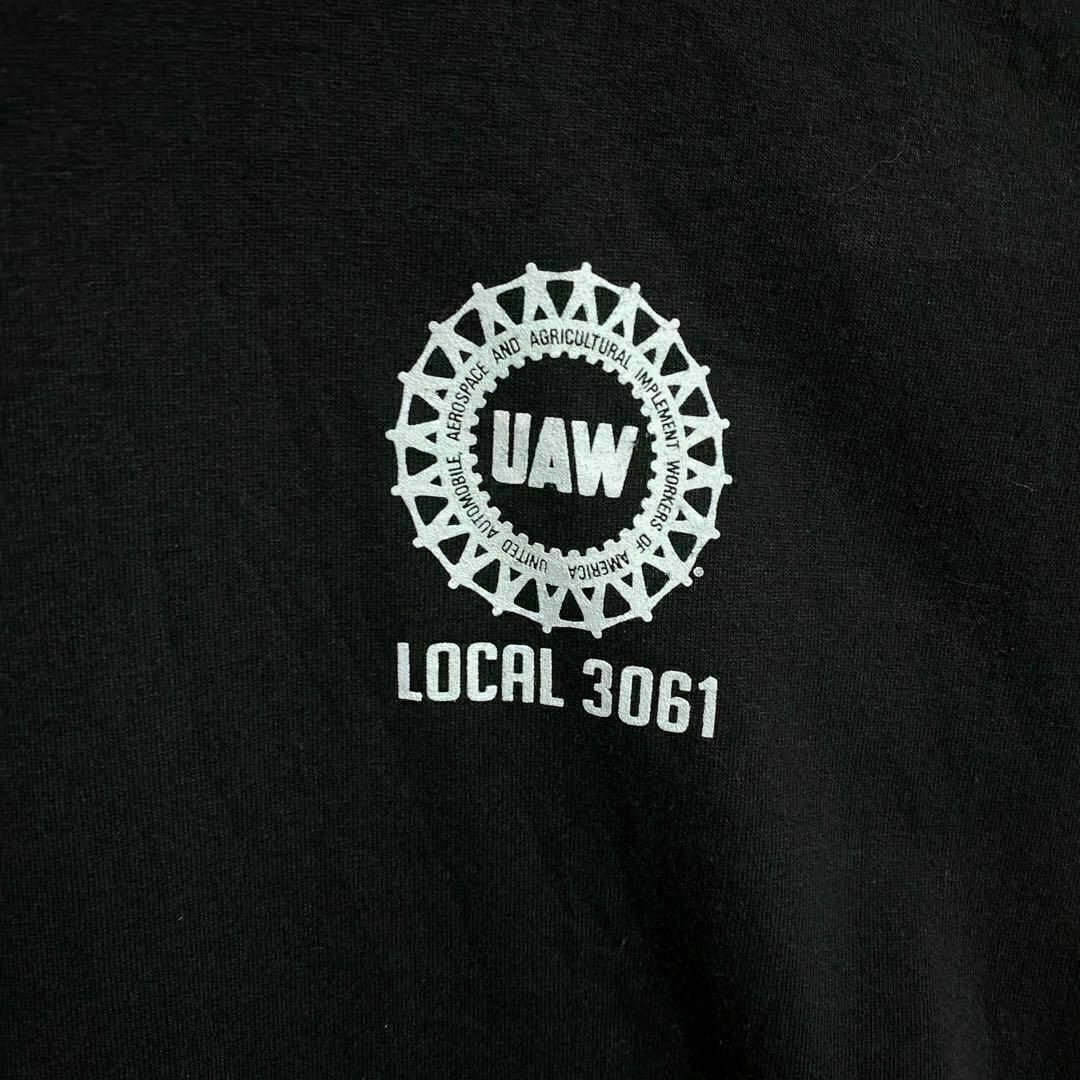 UNITED AUTOMOBILE, AEROSPACE AND AGRICULTURAL IMPLEMENT WORKERS OF AMERICA
UAW
®
LOCAL 3061